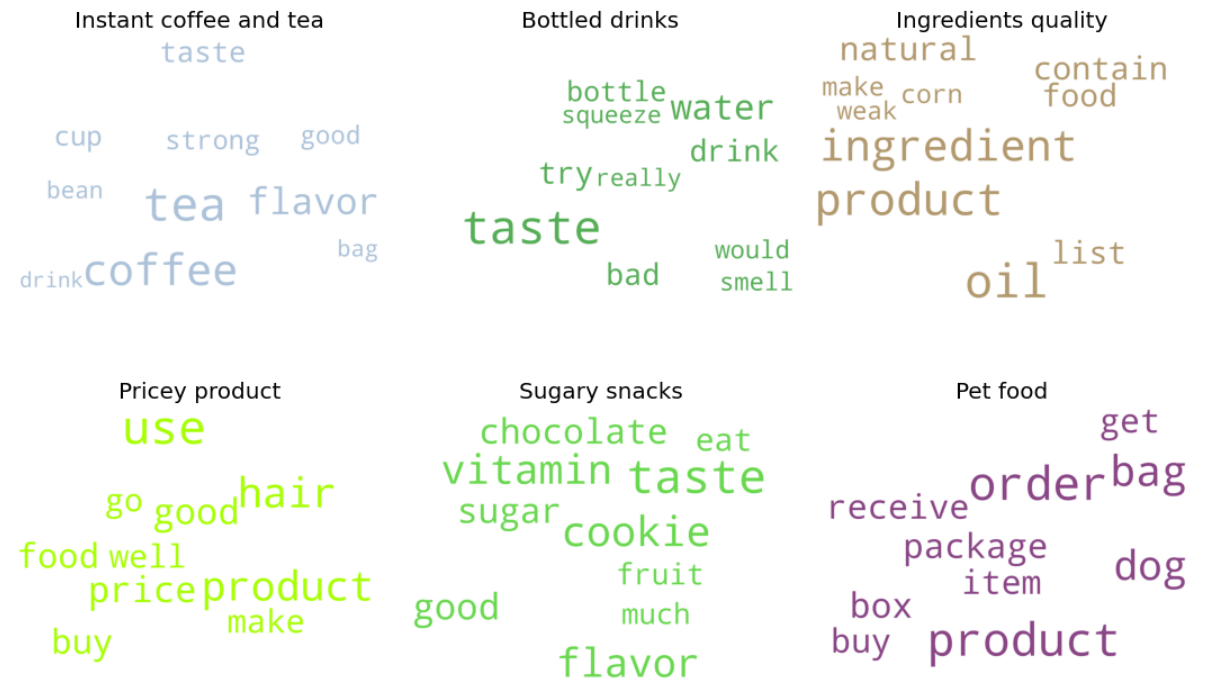 Instant coffee and tea
taste
cup strong good
bean tea flavor
bag
drink coffee
Bottled drinks
bottle
squeeze water
drink
try really
taste
would
bad smell
Ingredients quality
natural
contain
make corn food
weak
ingredient
product
list
oil
Pricey product
use
hair
go good
food well
price product
make
buy
Sugary snacks
chocolate eat
vitamin taste
sugar
cookie
fruit
good much
flavor
Pet food
get
order bag
receive
package
item dog
box
buy product